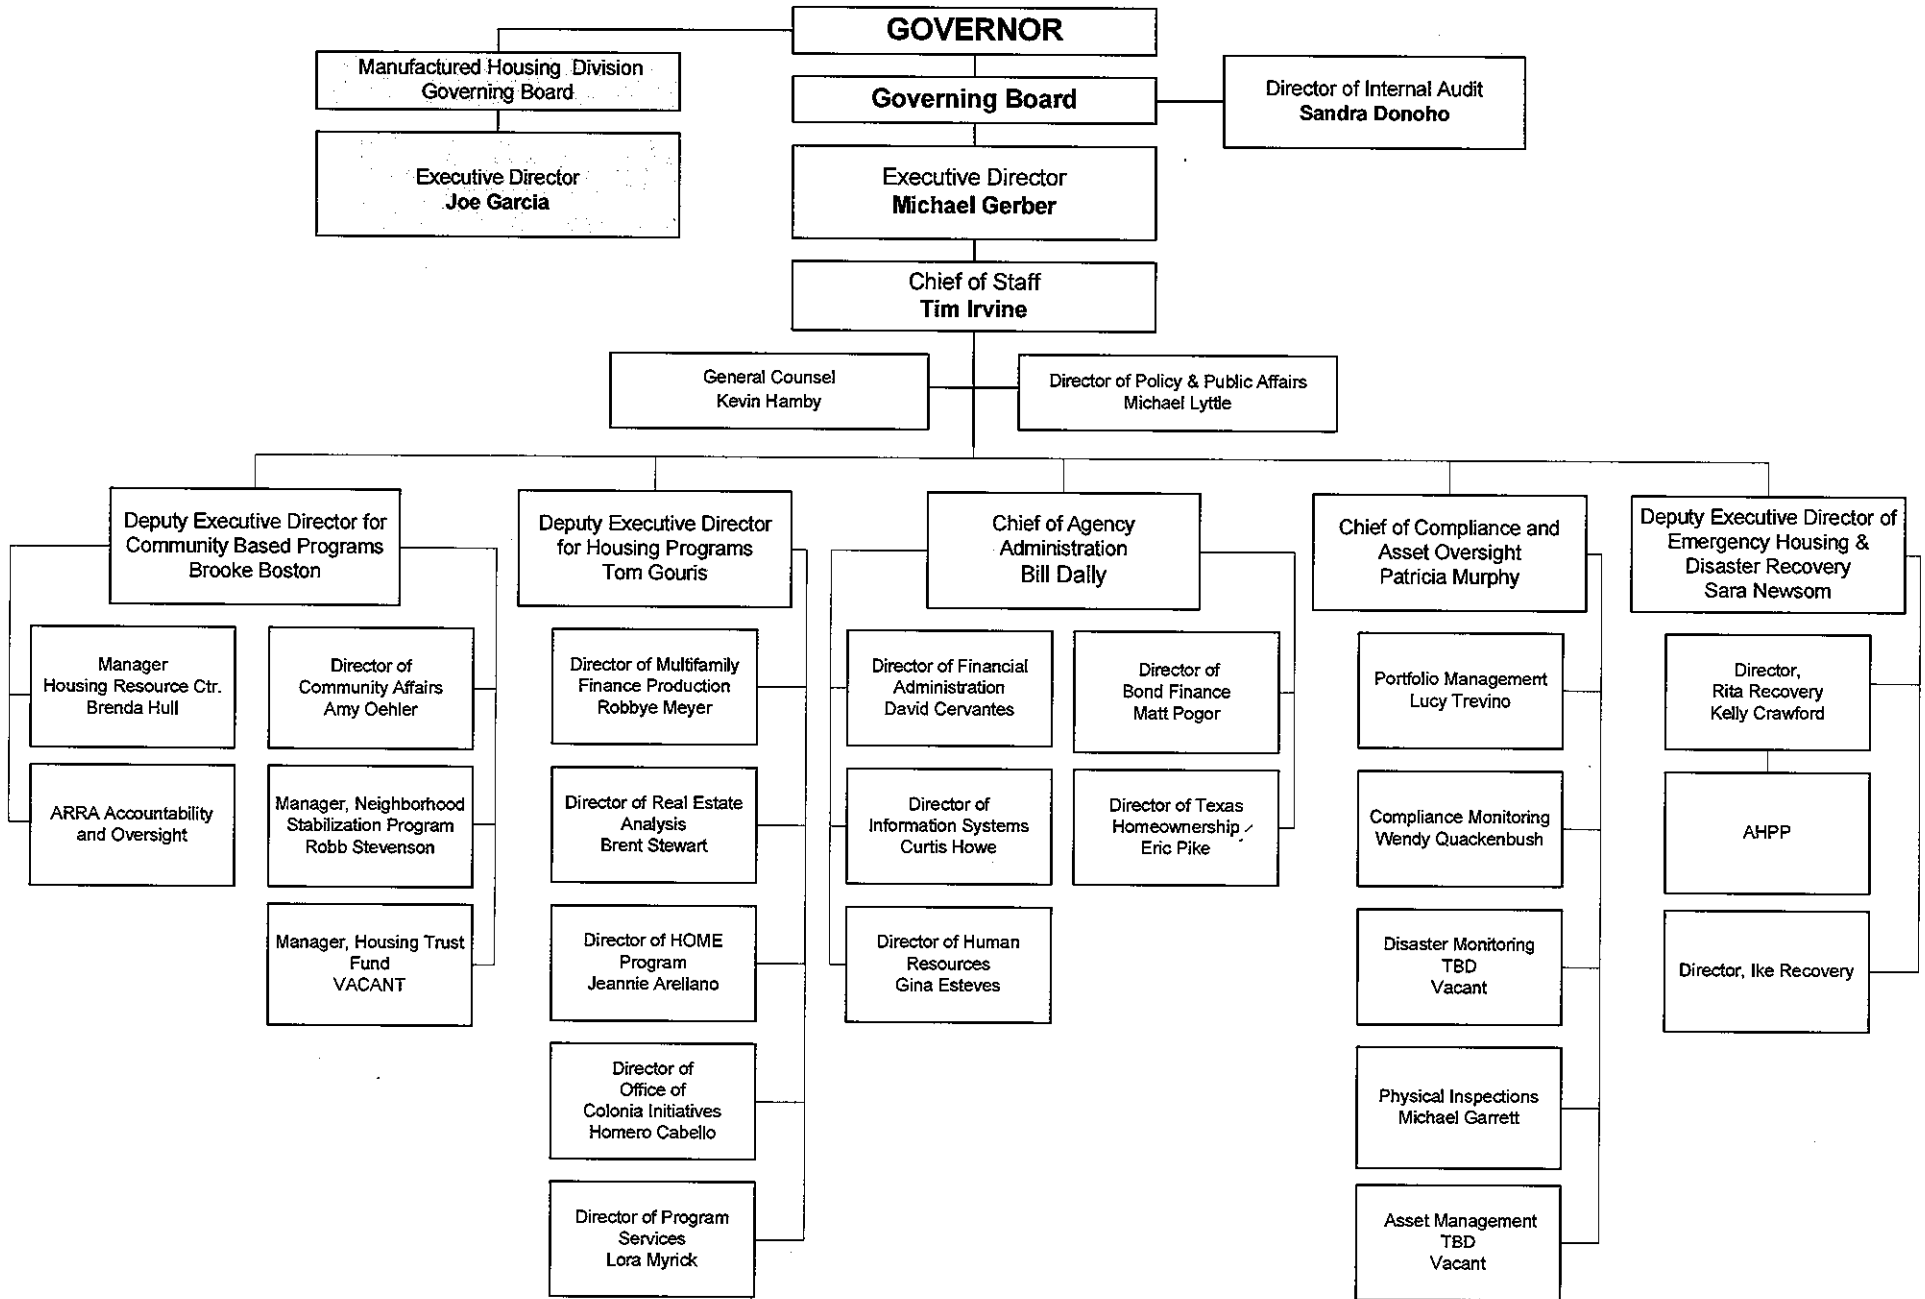 GOVERNOR
Manufactured Housing Division
Governing Board
Governing Board
Director of Internal Audit
Sandra Donoho
Executive Director
Joe Garcia
Executive Director
Michael Gerber
Chief of Staff
Tim Irvine
General Counsel
Kevin Hamby
Director of Policy & Public Affairs
Michael Lyttle
Deputy Executive Director for
Community Based Programs
Brooke Boston
Deputy Executive Director
for Housing Programs
Tom Gouris
Chief of Agency
Administration
Bill Dally
Chief of Compliance and
Asset Oversight
Patricia Murphy
Deputy Executive Director of
Emergency Housing &
Disaster Recovery
Sara Newsom
Manager
Housing Resource Ctr.
Brenda Hull
Director of
Community Affairs
Amy Oehler
Director of Multifamily
Finance Production
Robbye Meyer
Director of Financial
Administration
David Cervantes
Director of
Bond Finance
Matt Pogor
Portfolio Management
Lucy Trevino
Director,
Rita Recovery
Kelly Crawford
ARRA Accountability
and Oversight
Manager, Neighborhood
Stabilization Program
Robb Stevenson
Director of Real Estate
Analysis
Brent Stewart
Director of
Information Systems
Curtis Howe
Director of Texas
Homeownership
Eric Pike
Compliance Monitoring
Wendy Quackenbush
AHPP
Manager, Housing Trust
Fund
VACANT
Director of HOME
Program
Jeannie Arellano
Director of Human
Resources
Gina Esteves
Disaster Monitoring
TBD
Vacant
Director, Ike Recovery
Director of
Office of
Colonia Initiatives
Homero Cabello
Physical Inspections
Michael Garrett
Director of Program
Services
Lora Myrick
Asset Management
TBD
Vacant